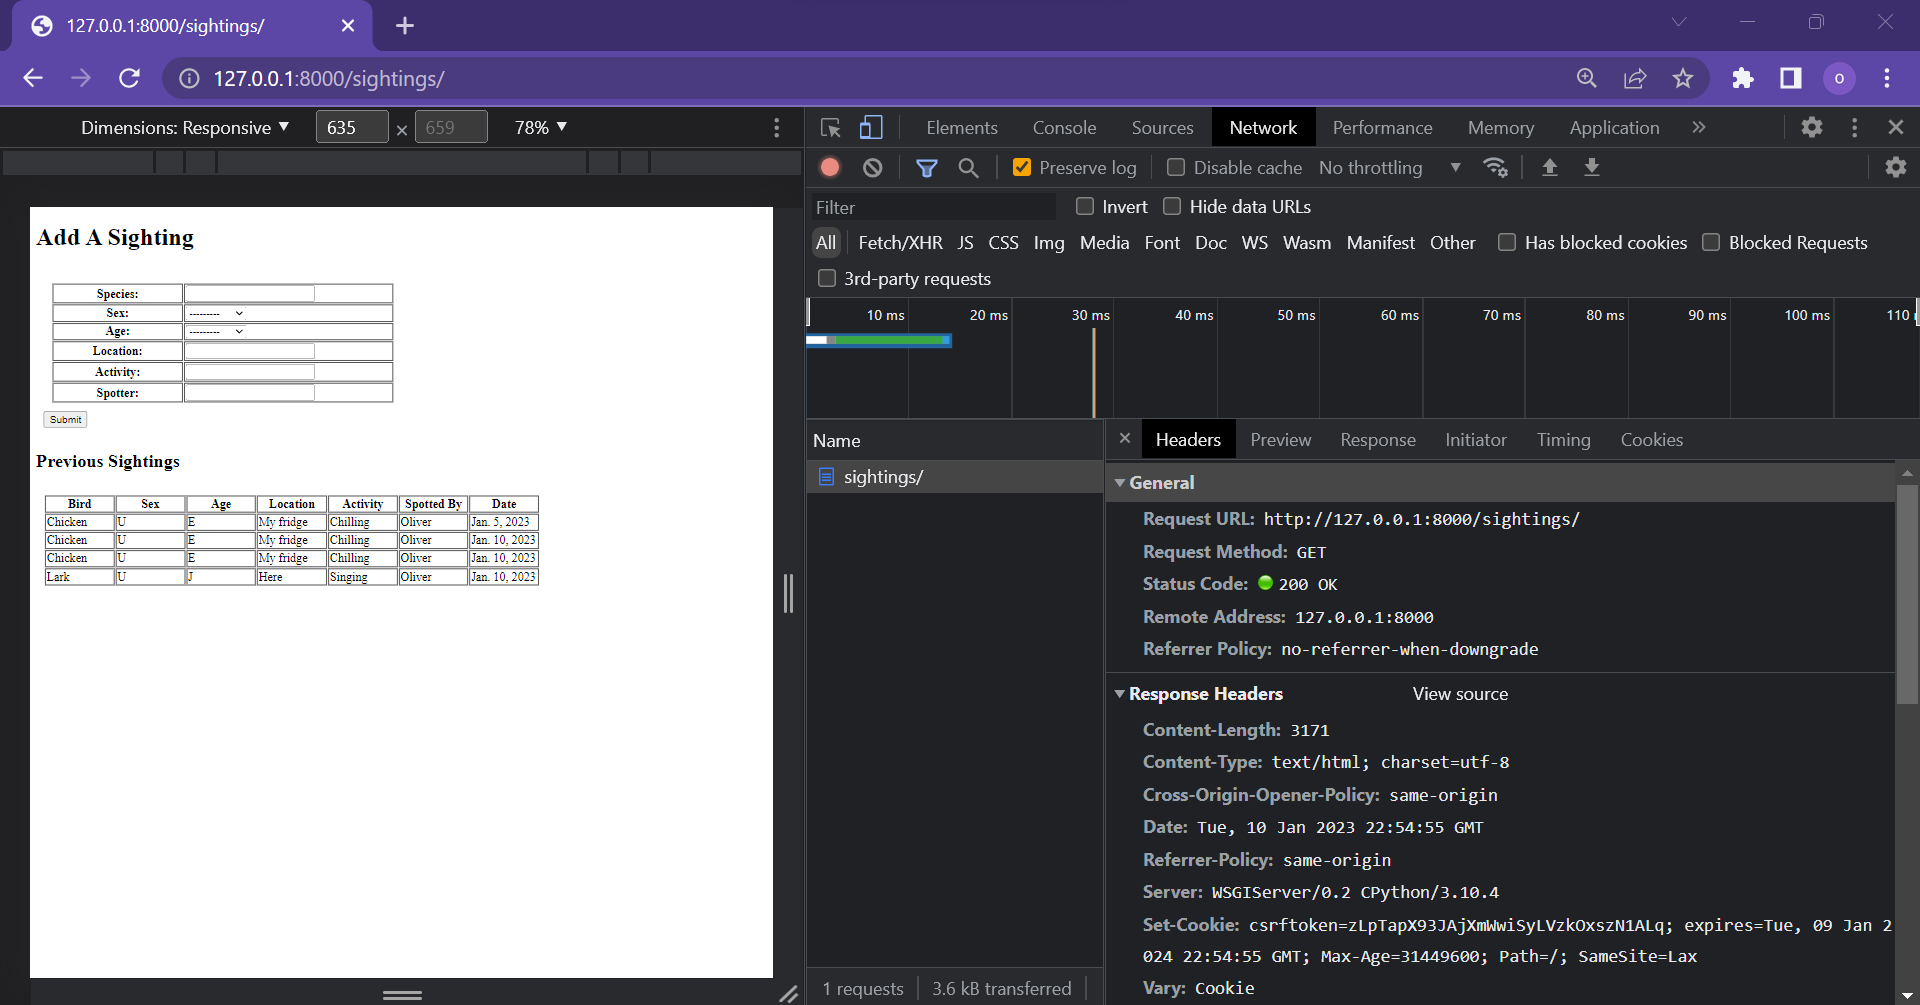 127.0.0.1:8000/sightings/
127.0.0.1:8000/sightings/
O
Dimensions: Responsive ▼ 635 × 659 78% ▼
Elements Console Sources Network Performance Memory Application »
Preserve log Disable cache No throttling ▼
Filter Invert Hide data URLs
All Fetch/XHR JS CSS Img Media Font Doc WS Wasm Manifest Other Has blocked cookies Blocked Requests
3rd-party requests
10 ms 20 ms 30 ms 40 ms 50 ms 60 ms 70 ms 80 ms 90 ms 100 ms 110
Add A Sighting
Species:
Sex: ---------
Age: ---------
Location:
Activity:
Spotter:
Submit
Previous Sightings
Bird Sex Age Location Activity Spotted By Date
Chicken U E My fridge Chilling Oliver Jan. 5, 2023
Chicken U E My fridge Chilling Oliver Jan. 10, 2023
Chicken U E My fridge Chilling Oliver Jan. 10, 2023
Lark U J Here Singing Oliver Jan. 10, 2023
Name
sightings/
1 requests 3.6 kB transferred
Headers Preview Response Initiator Timing Cookies
General
Request URL: http://127.0.0.1:8000/sightings/
Request Method: GET
Status Code: 200 OK
Remote Address: 127.0.0.1:8000
Referrer Policy: no-referrer-when-downgrade
Response Headers View source
Content-Length: 3171
Content-Type: text/html; charset=utf-8
Cross-Origin-Opener-Policy: same-origin
Date: Tue, 10 Jan 2023 22:54:55 GMT
Referrer-Policy: same-origin
Server: WSGIServer/0.2 CPython/3.10.4
Set-Cookie: csrftoken=zLpTapX93JAjXmWwiSyLVzkOxszN1ALq; expires=Tue, 09 Jan 2
024 22:54:55 GMT; Max-Age=31449600; Path=/; SameSite=Lax
Vary: Cookie